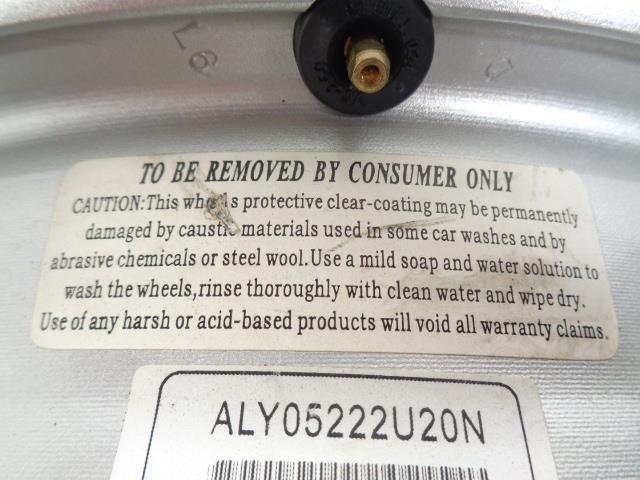 L6
TO BE REMOVED BY CONSUMER ONLY
CAUTION:This wheel's protective clear-coating may be permanently
damaged by caustic materials used in some car washes and by
abrasive chemicals or steel wool.Use a mild soap and water solution to
wash the wheels,rinse thoroughly with clean water and wipe dry.
Use of any harsh or acid-based products will void all warranty claims.
ALY05222U20N